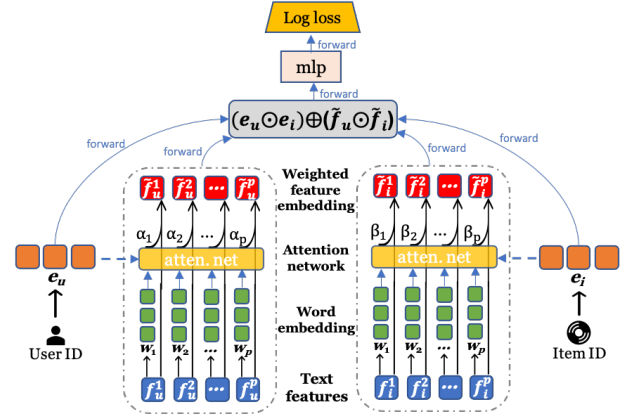 Log loss
forward
mlp
forward
(e_u⊙e_i)⊕(f̃_u⊙f̃_i)
forward
forward
forward
forward
f̃_u^1 f̃_u^2 ... f̃_u^p
Weighted
feature
embedding
f̃_i^1 f̃_i^2 ... f̃_i^p
α_1 α_2 ... α_p
β_1 β_2 ... β_p
atten. net
Attention
network
atten. net
e_u
e_i
User ID
Word
embedding
Item ID
w_1 w_2 ... w_p
w_1 w_2 ... w_p
f_u^1 f_u^2 ... f_u^p
Text
features
f_i^1 f_i^2 ... f_i^p